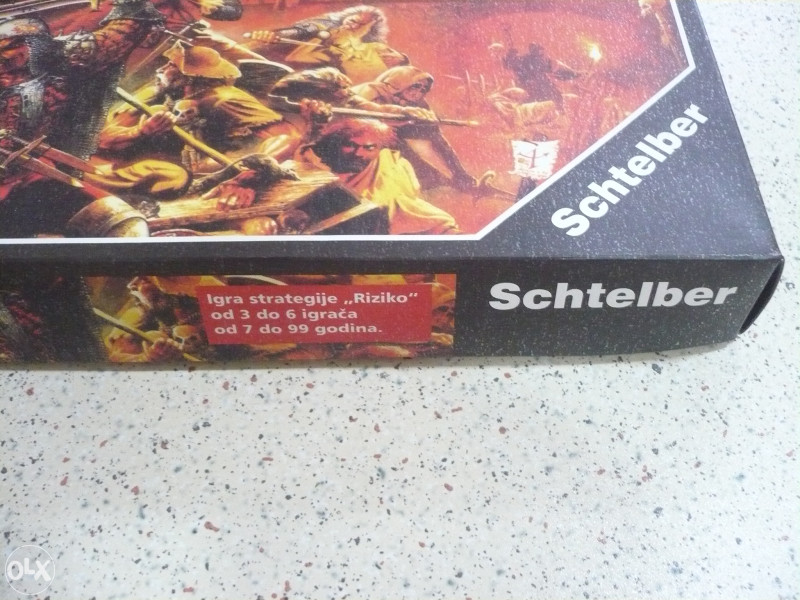 Schtelber
Igra strategije „Riziko“
od 3 do 6 igrača
od 7 do 99 godina.
Schtelber
OLX